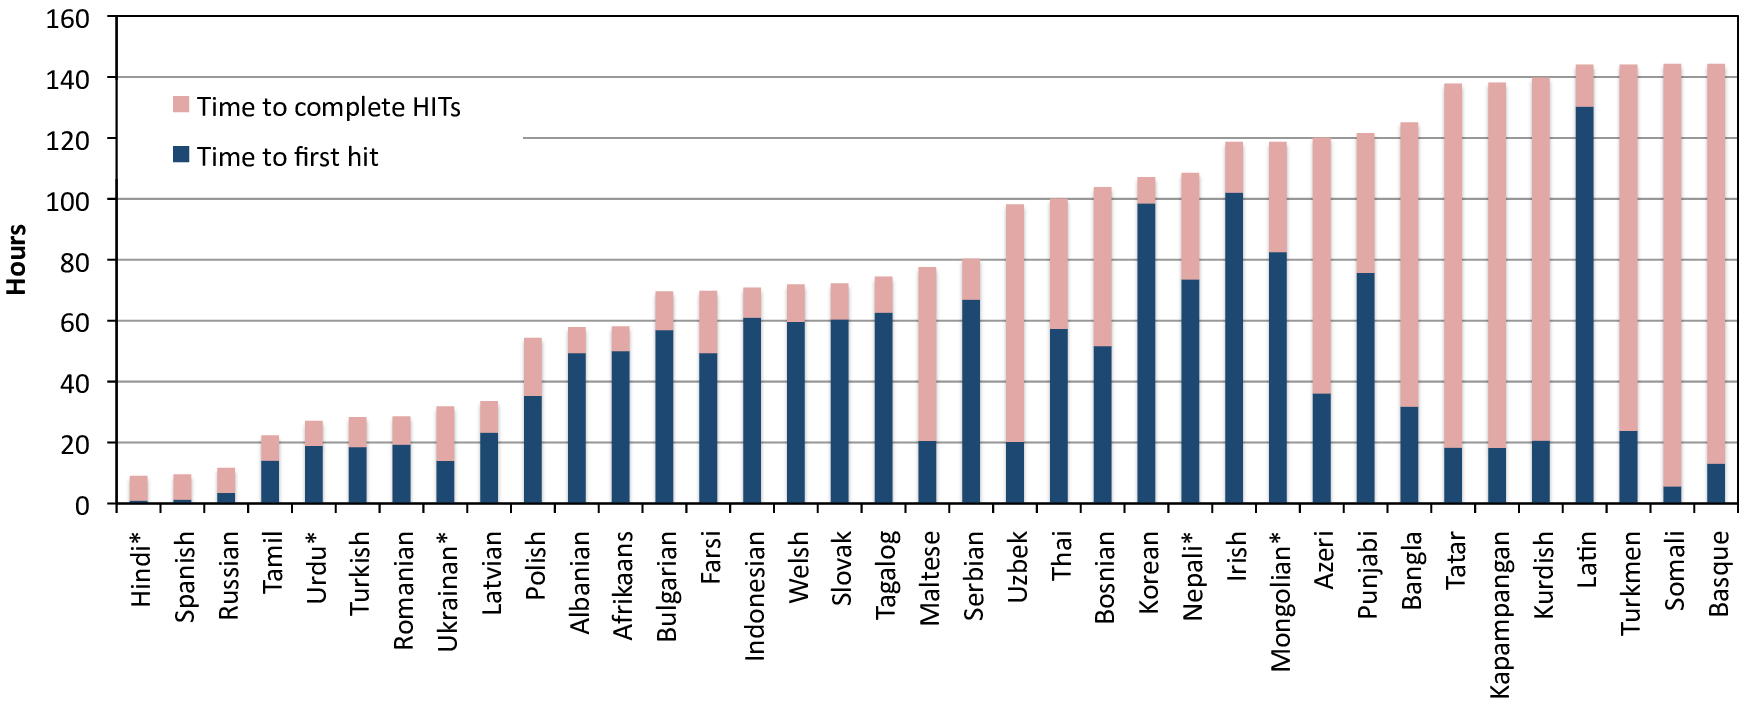 160
140
120
100
80
60
40
20
0
Hours
Time to complete HITs
Time to first hit
Hindi*
Spanish
Russian
Tamil
Urdu*
Turkish
Romanian
Ukrainan*
Latvian
Polish
Albanian
Afrikaans
Bulgarian
Farsi
Indonesian
Welsh
Slovak
Tagalog
Maltese
Serbian
Uzbek
Thai
Bosnian
Korean
Nepali*
Irish
Mongolian*
Azeri
Punjabi
Bangla
Tatar
Kapampangan
Kurdish
Latin
Turkmen
Somali
Basque